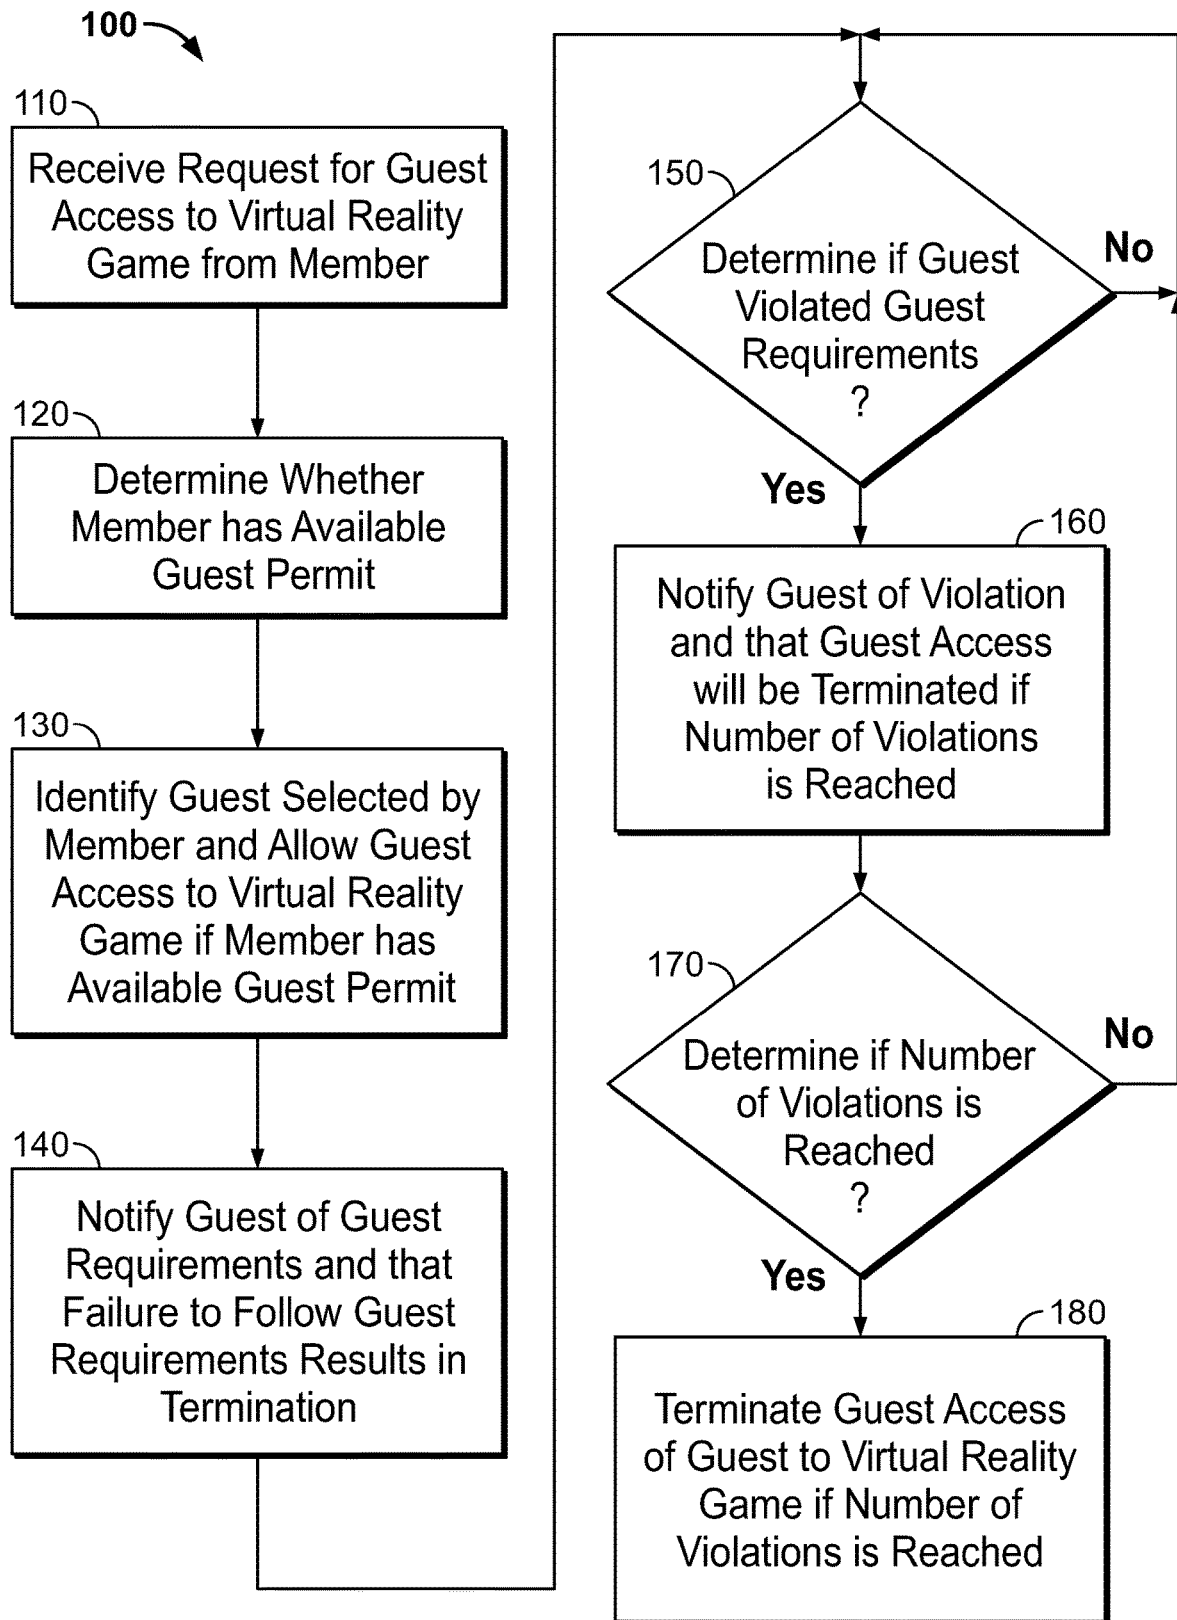 100
110
Receive Request for Guest
Access to Virtual Reality
Game from Member
120
Determine Whether
Member has Available
Guest Permit
130
Identify Guest Selected by
Member and Allow Guest
Access to Virtual Reality
Game if Member has
Available Guest Permit
140
Notify Guest of Guest
Requirements and that
Failure to Follow Guest
Requirements Results in
Termination
150
Determine if Guest
Violated Guest
Requirements
?
No
Yes
160
Notify Guest of Violation
and that Guest Access
will be Terminated if
Number of Violations
is Reached
170
Determine if Number
of Violations is
Reached
?
No
Yes
180
Terminate Guest Access
of Guest to Virtual Reality
Game if Number of
Violations is Reached